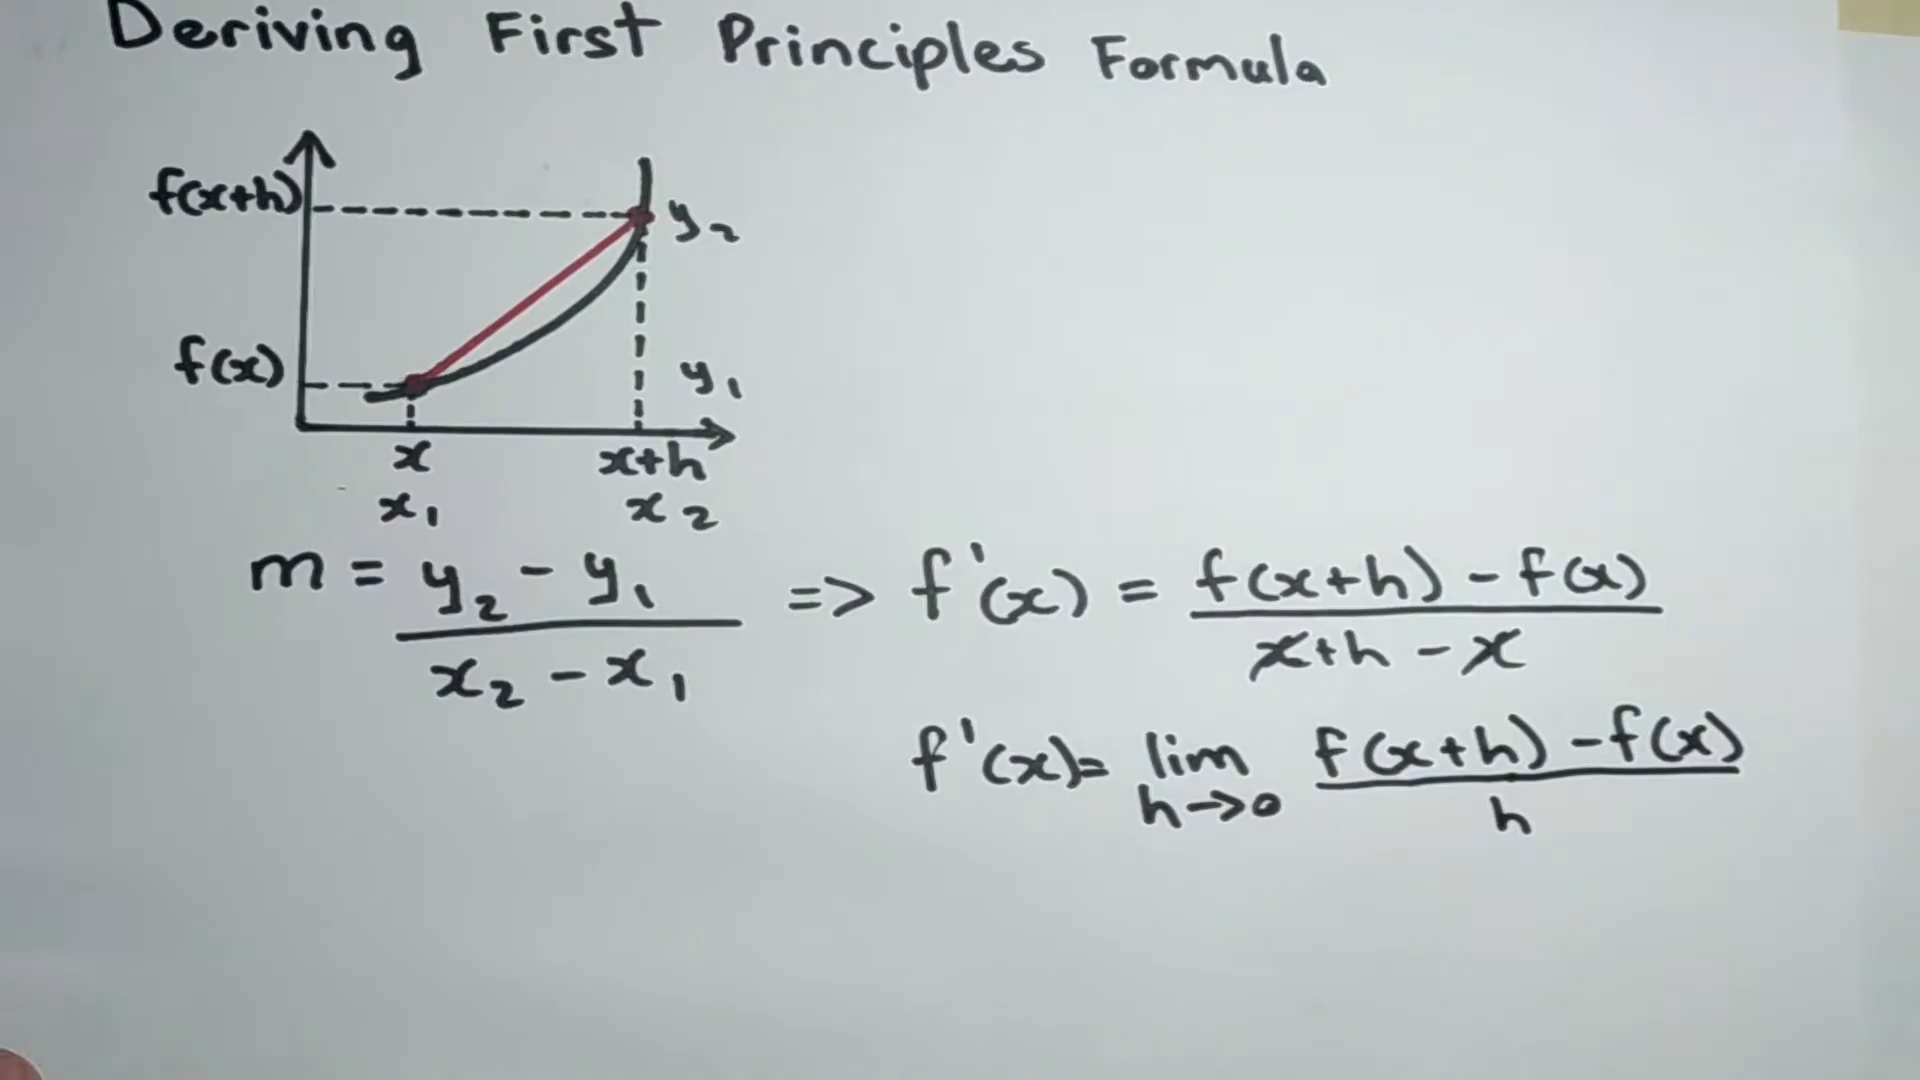 Deriving First Principles Formula
f(x+h)
y₂
f(x)
y₁
x x+h
x₁ x₂
m = y₂ - y₁ / x₂ - x₁ => f'(x) = f(x+h) - f(x) / x+h - x
f'(x)= lim h→0 f(x+h) - f(x) / h